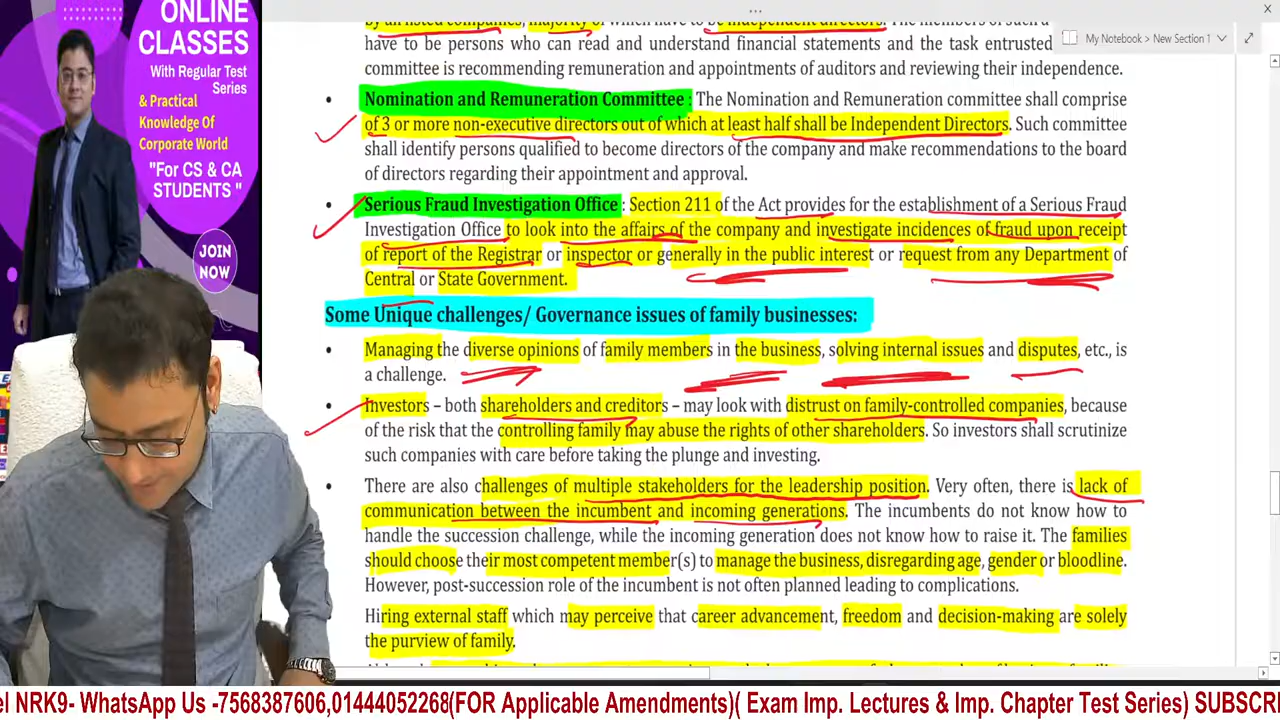 ONLINE
CLASSES
With Regular Test
Series
& Practical
Knowledge Of
Corporate World
"For CS & CA
STUDENTS "
JOIN
NOW
My Notebook > New Section 1
by all listed companies, majority of which have to be independent directors. The members of such a
have to be persons who can read and understand financial statements and the task entrusted
committee is recommending remuneration and appointments of auditors and reviewing their independence.
• Nomination and Remuneration Committee : The Nomination and Remuneration committee shall comprise
of 3 or more non-executive directors out of which at least half shall be Independent Directors. Such committee
shall identify persons qualified to become directors of the company and make recommendations to the board
of directors regarding their appointment and approval.
• Serious Fraud Investigation Office : Section 211 of the Act provides for the establishment of a Serious Fraud
Investigation Office to look into the affairs of the company and investigate incidences of fraud upon receipt
of report of the Registrar or inspector or generally in the public interest or request from any Department of
Central or State Government.
Some Unique challenges/ Governance issues of family businesses:
• Managing the diverse opinions of family members in the business, solving internal issues and disputes, etc., is
a challenge.
• Investors – both shareholders and creditors – may look with distrust on family-controlled companies, because
of the risk that the controlling family may abuse the rights of other shareholders. So investors shall scrutinize
such companies with care before taking the plunge and investing.
• There are also challenges of multiple stakeholders for the leadership position. Very often, there is lack of
communication between the incumbent and incoming generations. The incumbents do not know how to
handle the succession challenge, while the incoming generation does not know how to raise it. The families
should choose their most competent member(s) to manage the business, disregarding age, gender or bloodline.
However, post-succession role of the incumbent is not often planned leading to complications.
Hiring external staff which may perceive that career advancement, freedom and decision-making are solely
the purview of family.
el NRK9- WhatsApp Us -7568387606,01444052268(FOR Applicable Amendments)( Exam Imp. Lectures & Imp. Chapter Test Series) SUBSCR